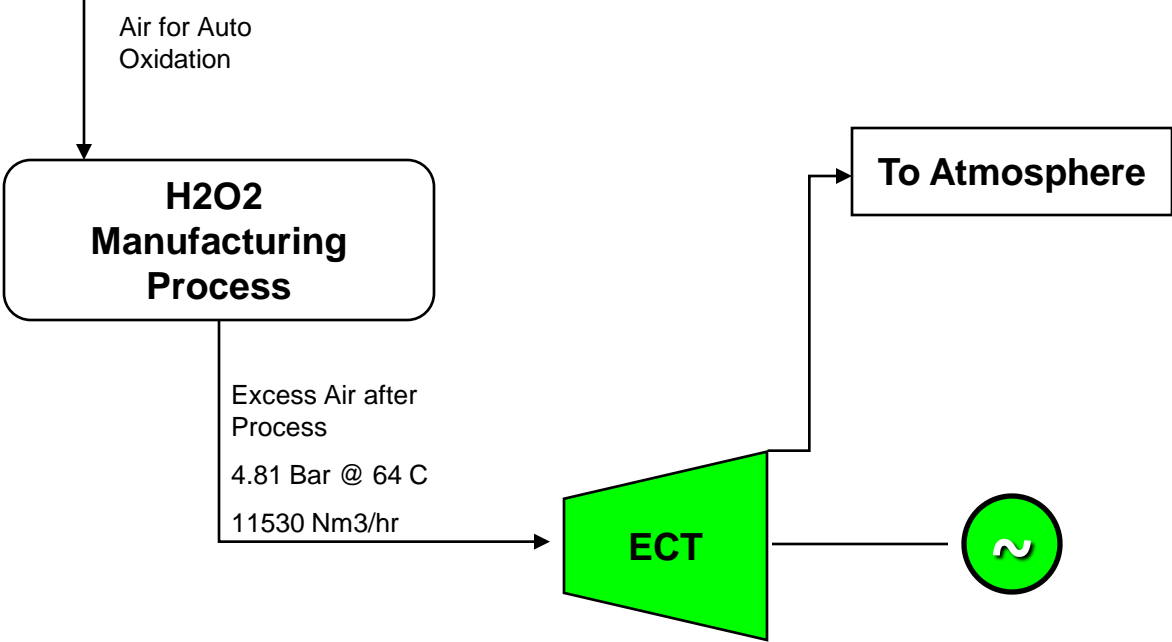 Air for Auto
Oxidation
H2O2
Manufacturing
Process
To Atmosphere
Excess Air after
Process
4.81 Bar @ 64 C
11530 Nm3/hr
ECT
~